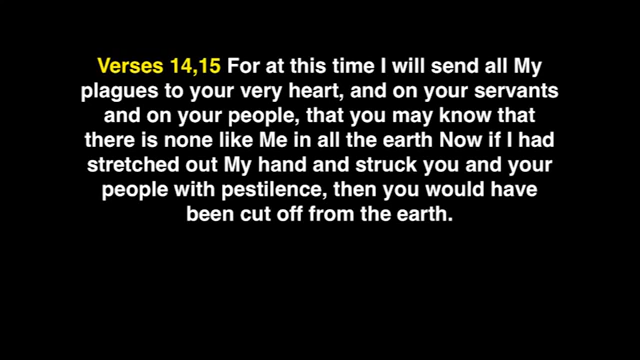 Verses 14,15 For at this time I will send all My
plagues to your very heart, and on your servants
and on your people, that you may know that
there is none like Me in all the earth Now if I had
stretched out My hand and struck you and your
people with pestilence, then you would have
been cut off from the earth.